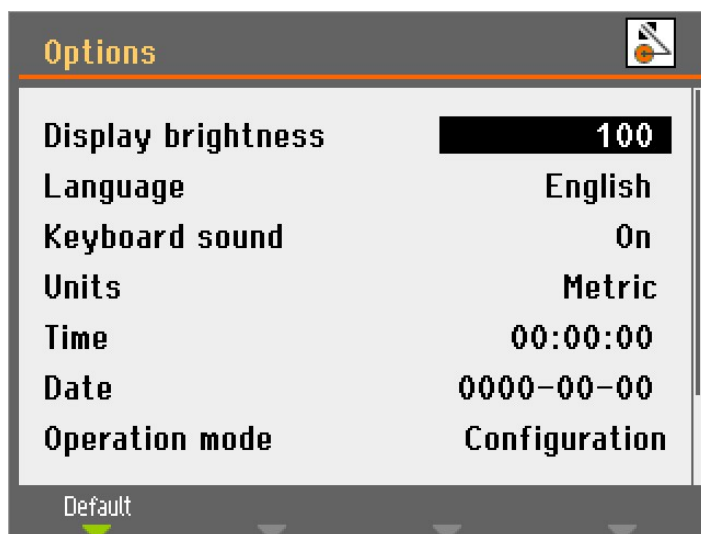 Options
Display brightness 100
Language English
Keyboard sound On
Units Metric
Time 00:00:00
Date 0000-00-00
Operation mode Configuration
Default